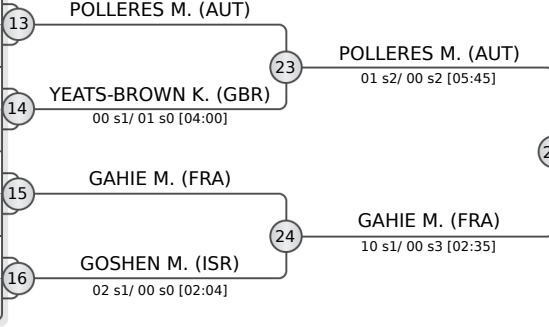 POLLERES M. (AUT)
13
23
POLLERES M. (AUT)
01 s2/ 00 s2 [05:45]
YEATS-BROWN K. (GBR)
14
00 s1/ 01 s0 [04:00]
GAHIE M. (FRA)
15
24
GAHIE M. (FRA)
10 s1/ 00 s3 [02:35]
GOSHEN M. (ISR)
16
02 s1/ 00 s0 [02:04]